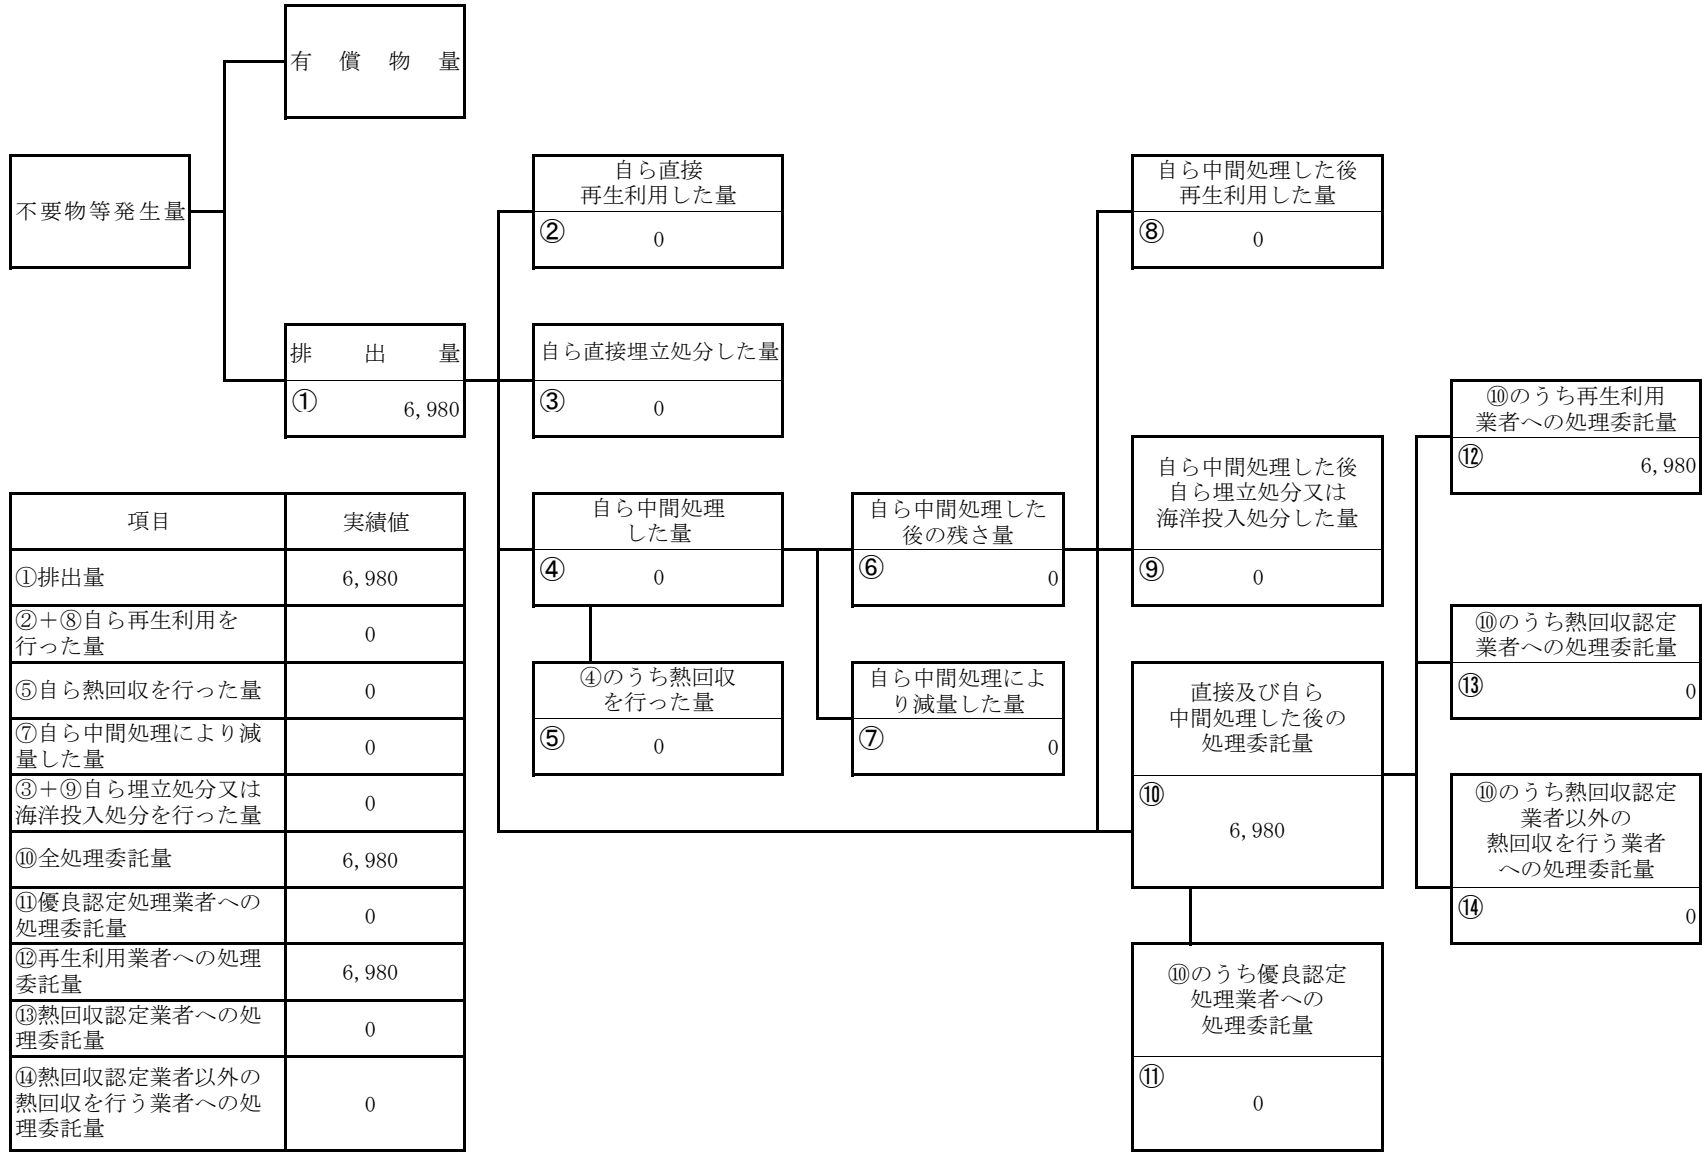 有償物量
不要物等発生量
排出量
① 6,980
自ら直接
再生利用した量
② 0
自ら直接埋立処分した量
③ 0
自ら中間処理
した量
④ 0
④のうち熱回収
を行った量
⑤ 0
自ら中間処理した
後の残さ量
⑥ 0
自ら中間処理によ
り減量した量
⑦ 0
自ら中間処理した後
再生利用した量
⑧ 0
自ら中間処理した後
自ら埋立処分又は
海洋投入処分した量
⑨ 0
直接及び自ら
中間処理した後の
処理委託量
⑩
6,980
⑩のうち優良認定
処理業者への
処理委託量
⑪
0
⑩のうち再生利用
業者への処理委託量
⑫ 6,980
⑩のうち熱回収認定
業者への処理委託量
⑬ 0
⑩のうち熱回収認定
業者以外の
熱回収を行う業者
への処理委託量
⑭ 0
項目 実績値
①排出量 6,980
②＋⑧自ら再生利用を
行った量 0
⑤自ら熱回収を行った量 0
⑦自ら中間処理により減
量した量 0
③＋⑨自ら埋立処分又は
海洋投入処分を行った量 0
⑩全処理委託量 6,980
⑪優良認定処理業者への
処理委託量 0
⑫再生利用業者への処理
委託量 6,980
⑬熱回収認定業者への処
理委託量 0
⑭熱回収認定業者以外の
熱回収を行う業者への処
理委託量 0